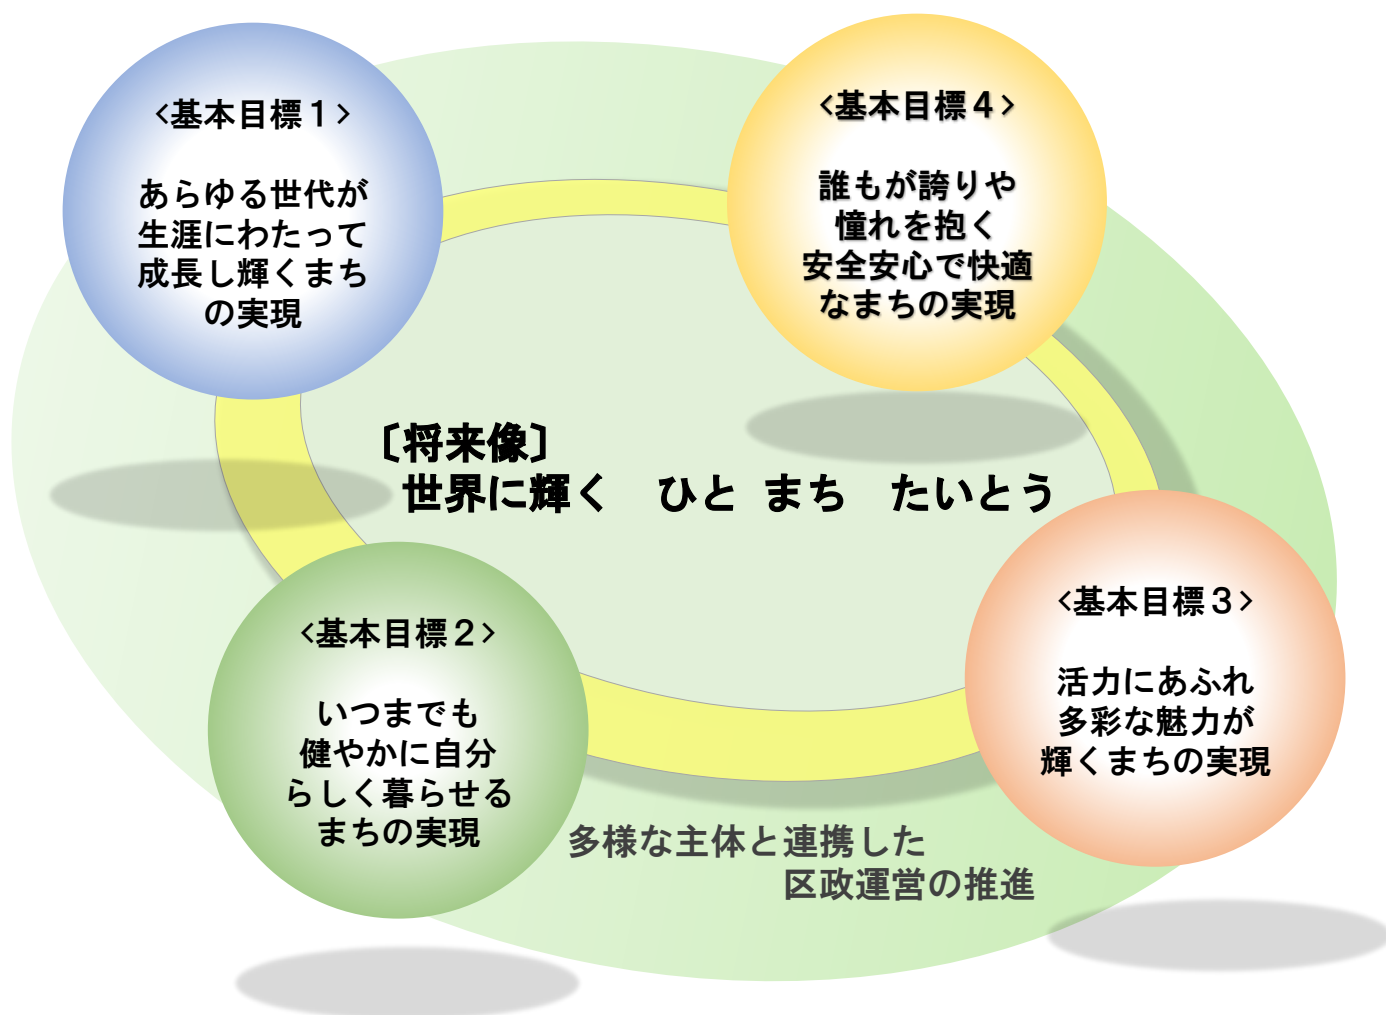 <基本目標１>
あらゆる世代が
生涯にわたって
成長し輝くまち
の実現
<基本目標４>
誰もが誇りや
憧れを抱く
安全安心で快適
なまちの実現
〔将来像〕
世界に輝く　ひと まち　たいとう
<基本目標２>
いつまでも
健やかに自分
らしく暮らせる
まちの実現
<基本目標３>
活力にあふれ
多彩な魅力が
輝くまちの実現
多様な主体と連携した
区政運営の推進